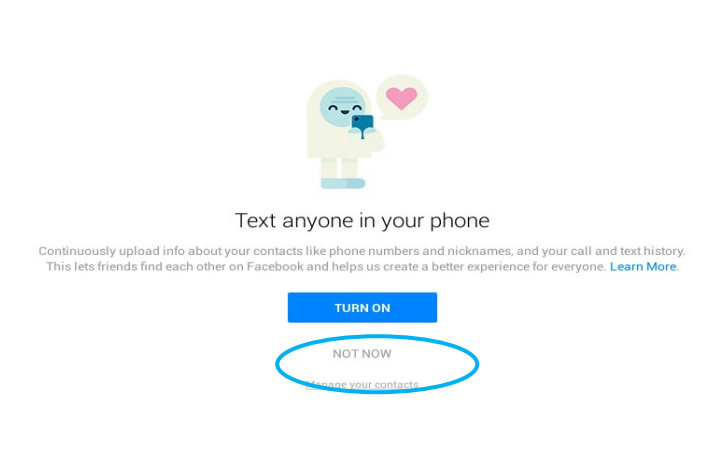 Text anyone in your phone
Continuously upload info about your contacts like phone numbers and nicknames, and your call and text history.
This lets friends find each other on Facebook and helps us create a better experience for everyone. Learn More.
TURN ON
NOT NOW
Manage your contacts